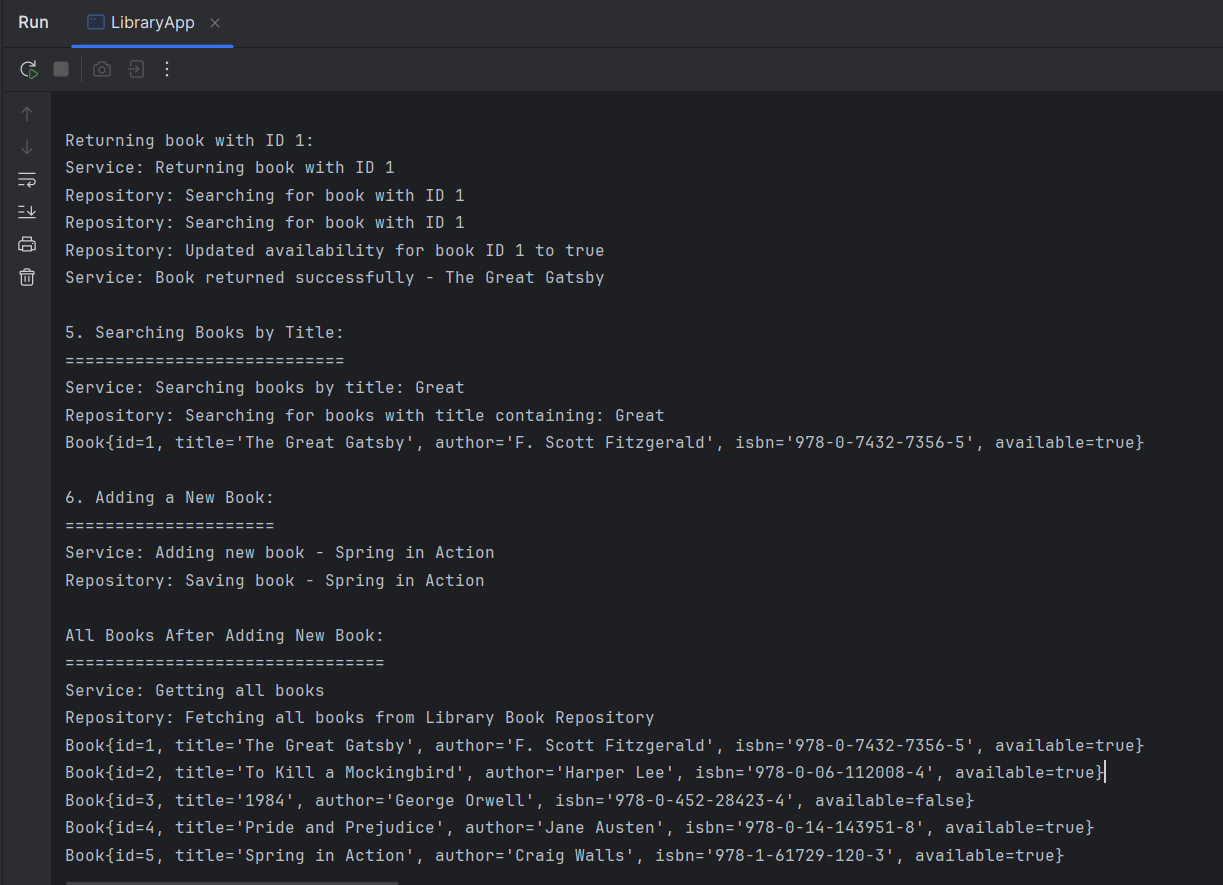 Run LibraryApp
Returning book with ID 1:
Service: Returning book with ID 1
Repository: Searching for book with ID 1
Repository: Searching for book with ID 1
Repository: Updated availability for book ID 1 to true
Service: Book returned successfully - The Great Gatsby
5. Searching Books by Title:
============================
Service: Searching books by title: Great
Repository: Searching for books with title containing: Great
Book{id=1, title='The Great Gatsby', author='F. Scott Fitzgerald', isbn='978-0-7432-7356-5', available=true}
6. Adding a New Book:
=====================
Service: Adding new book - Spring in Action
Repository: Saving book - Spring in Action
All Books After Adding New Book:
================================
Service: Getting all books
Repository: Fetching all books from Library Book Repository
Book{id=1, title='The Great Gatsby', author='F. Scott Fitzgerald', isbn='978-0-7432-7356-5', available=true}
Book{id=2, title='To Kill a Mockingbird', author='Harper Lee', isbn='978-0-06-112008-4', available=true}
Book{id=3, title='1984', author='George Orwell', isbn='978-0-452-28423-4', available=false}
Book{id=4, title='Pride and Prejudice', author='Jane Austen', isbn='978-0-14-143951-8', available=true}
Book{id=5, title='Spring in Action', author='Craig Walls', isbn='978-1-61729-120-3', available=true}